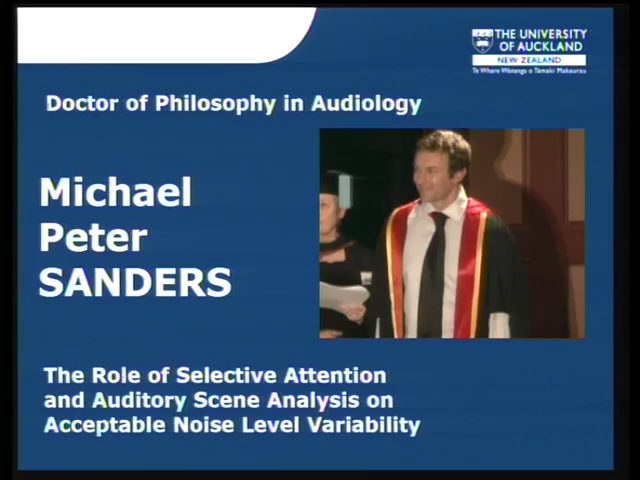 THE UNIVERSITY
OF AUCKLAND
NEW ZEALAND
Te Whare Wānanga o Tāmaki Makaurau
Doctor of Philosophy in Audiology
Michael
Peter
SANDERS
The Role of Selective Attention
and Auditory Scene Analysis on
Acceptable Noise Level Variability